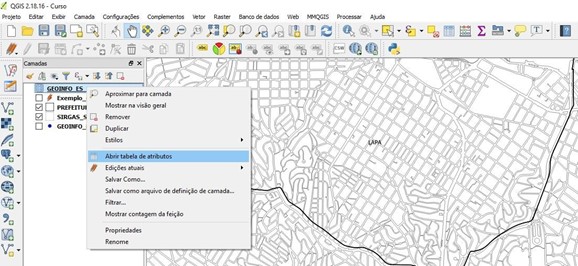 QGIS 2.18.16 - Curso
Projeto Editar Exibir Camada Configurações Complementos Vetor Raster Banco de dados Web MMQGIS Processar Ajuda
Camadas
GEOINFO_ES
Exemplo_
PREFEITU
SIRGAS_S
GEOINFO_
Aproximar para camada
Mostrar na visão geral
Remover
Duplicar
Estilos
Abrir tabela de atributos
Edições atuais
Salvar Como...
Salvar como arquivo de definição de camada...
Filtrar...
Mostrar contagem da feição
Propriedades
Renome
LAPA